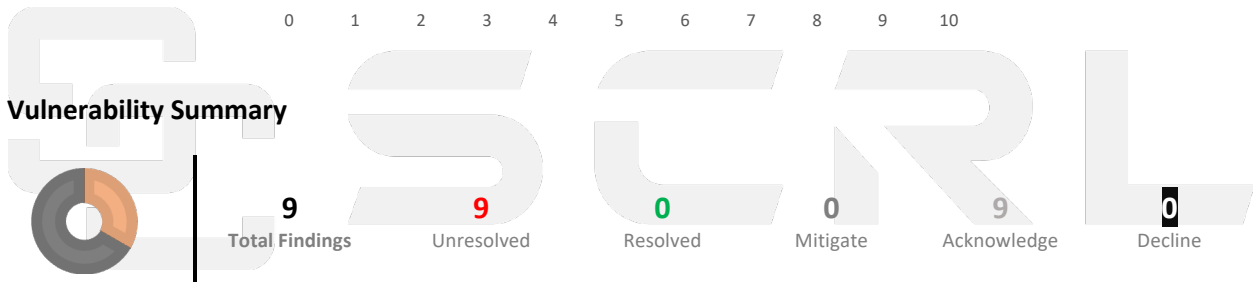 0 1 2 3 4 5 6 7 8 9 10
SCRL
Vulnerability Summary
9 9 0 0 9 0
Total Findings Unresolved Resolved Mitigate Acknowledge Decline